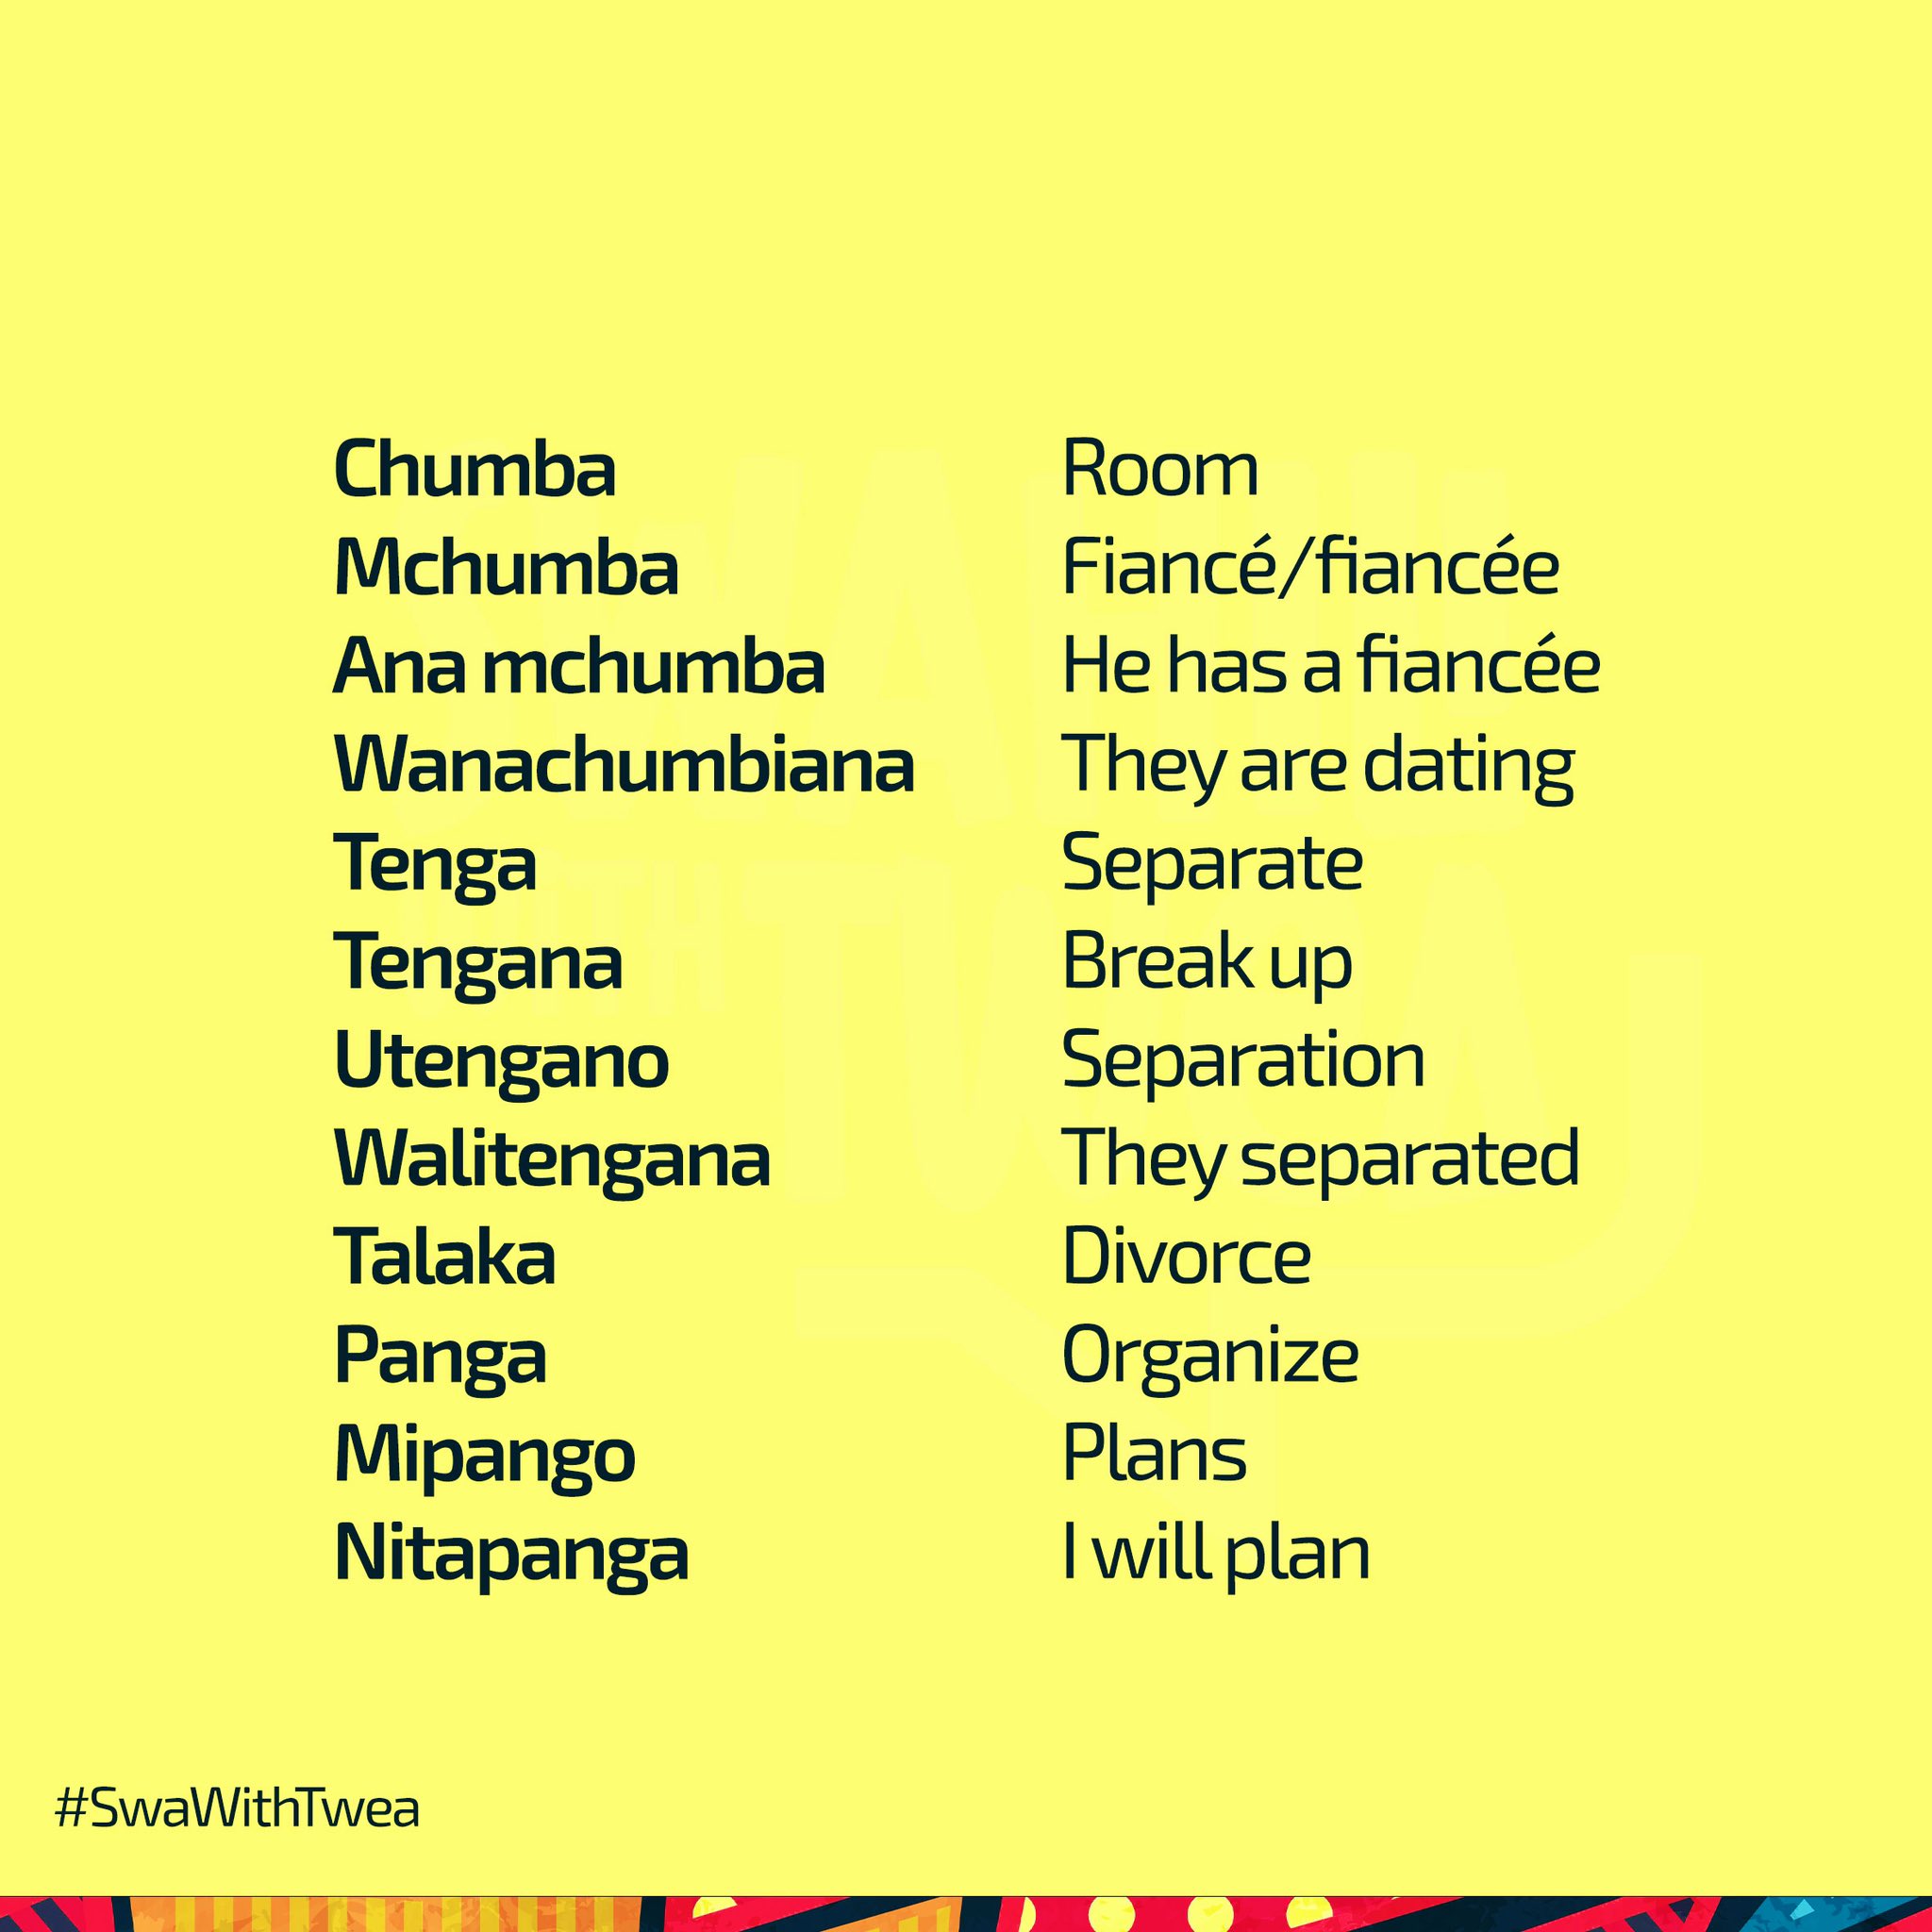 Chumba Room
Mchumba Fiancé/fiancée
Ana mchumba He has a fiancée
Wanachumbiana They are dating
Tenga Separate
Tengana Break up
Utengano Separation
Walitengana They separated
Talaka Divorce
Panga Organize
Mipango Plans
Nitapanga I will plan
#SwaWithTwea